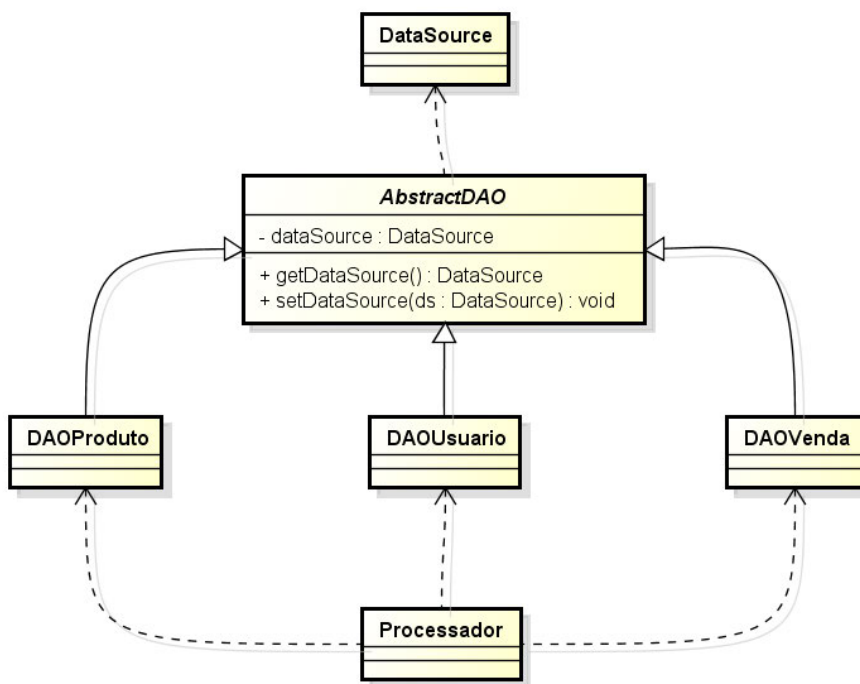 DataSource
AbstractDAO
- dataSource : DataSource
+ getDataSource() : DataSource
+ setDataSource(ds : DataSource) : void
DAOProduto
DAOUsuario
DAOVenda
Processador